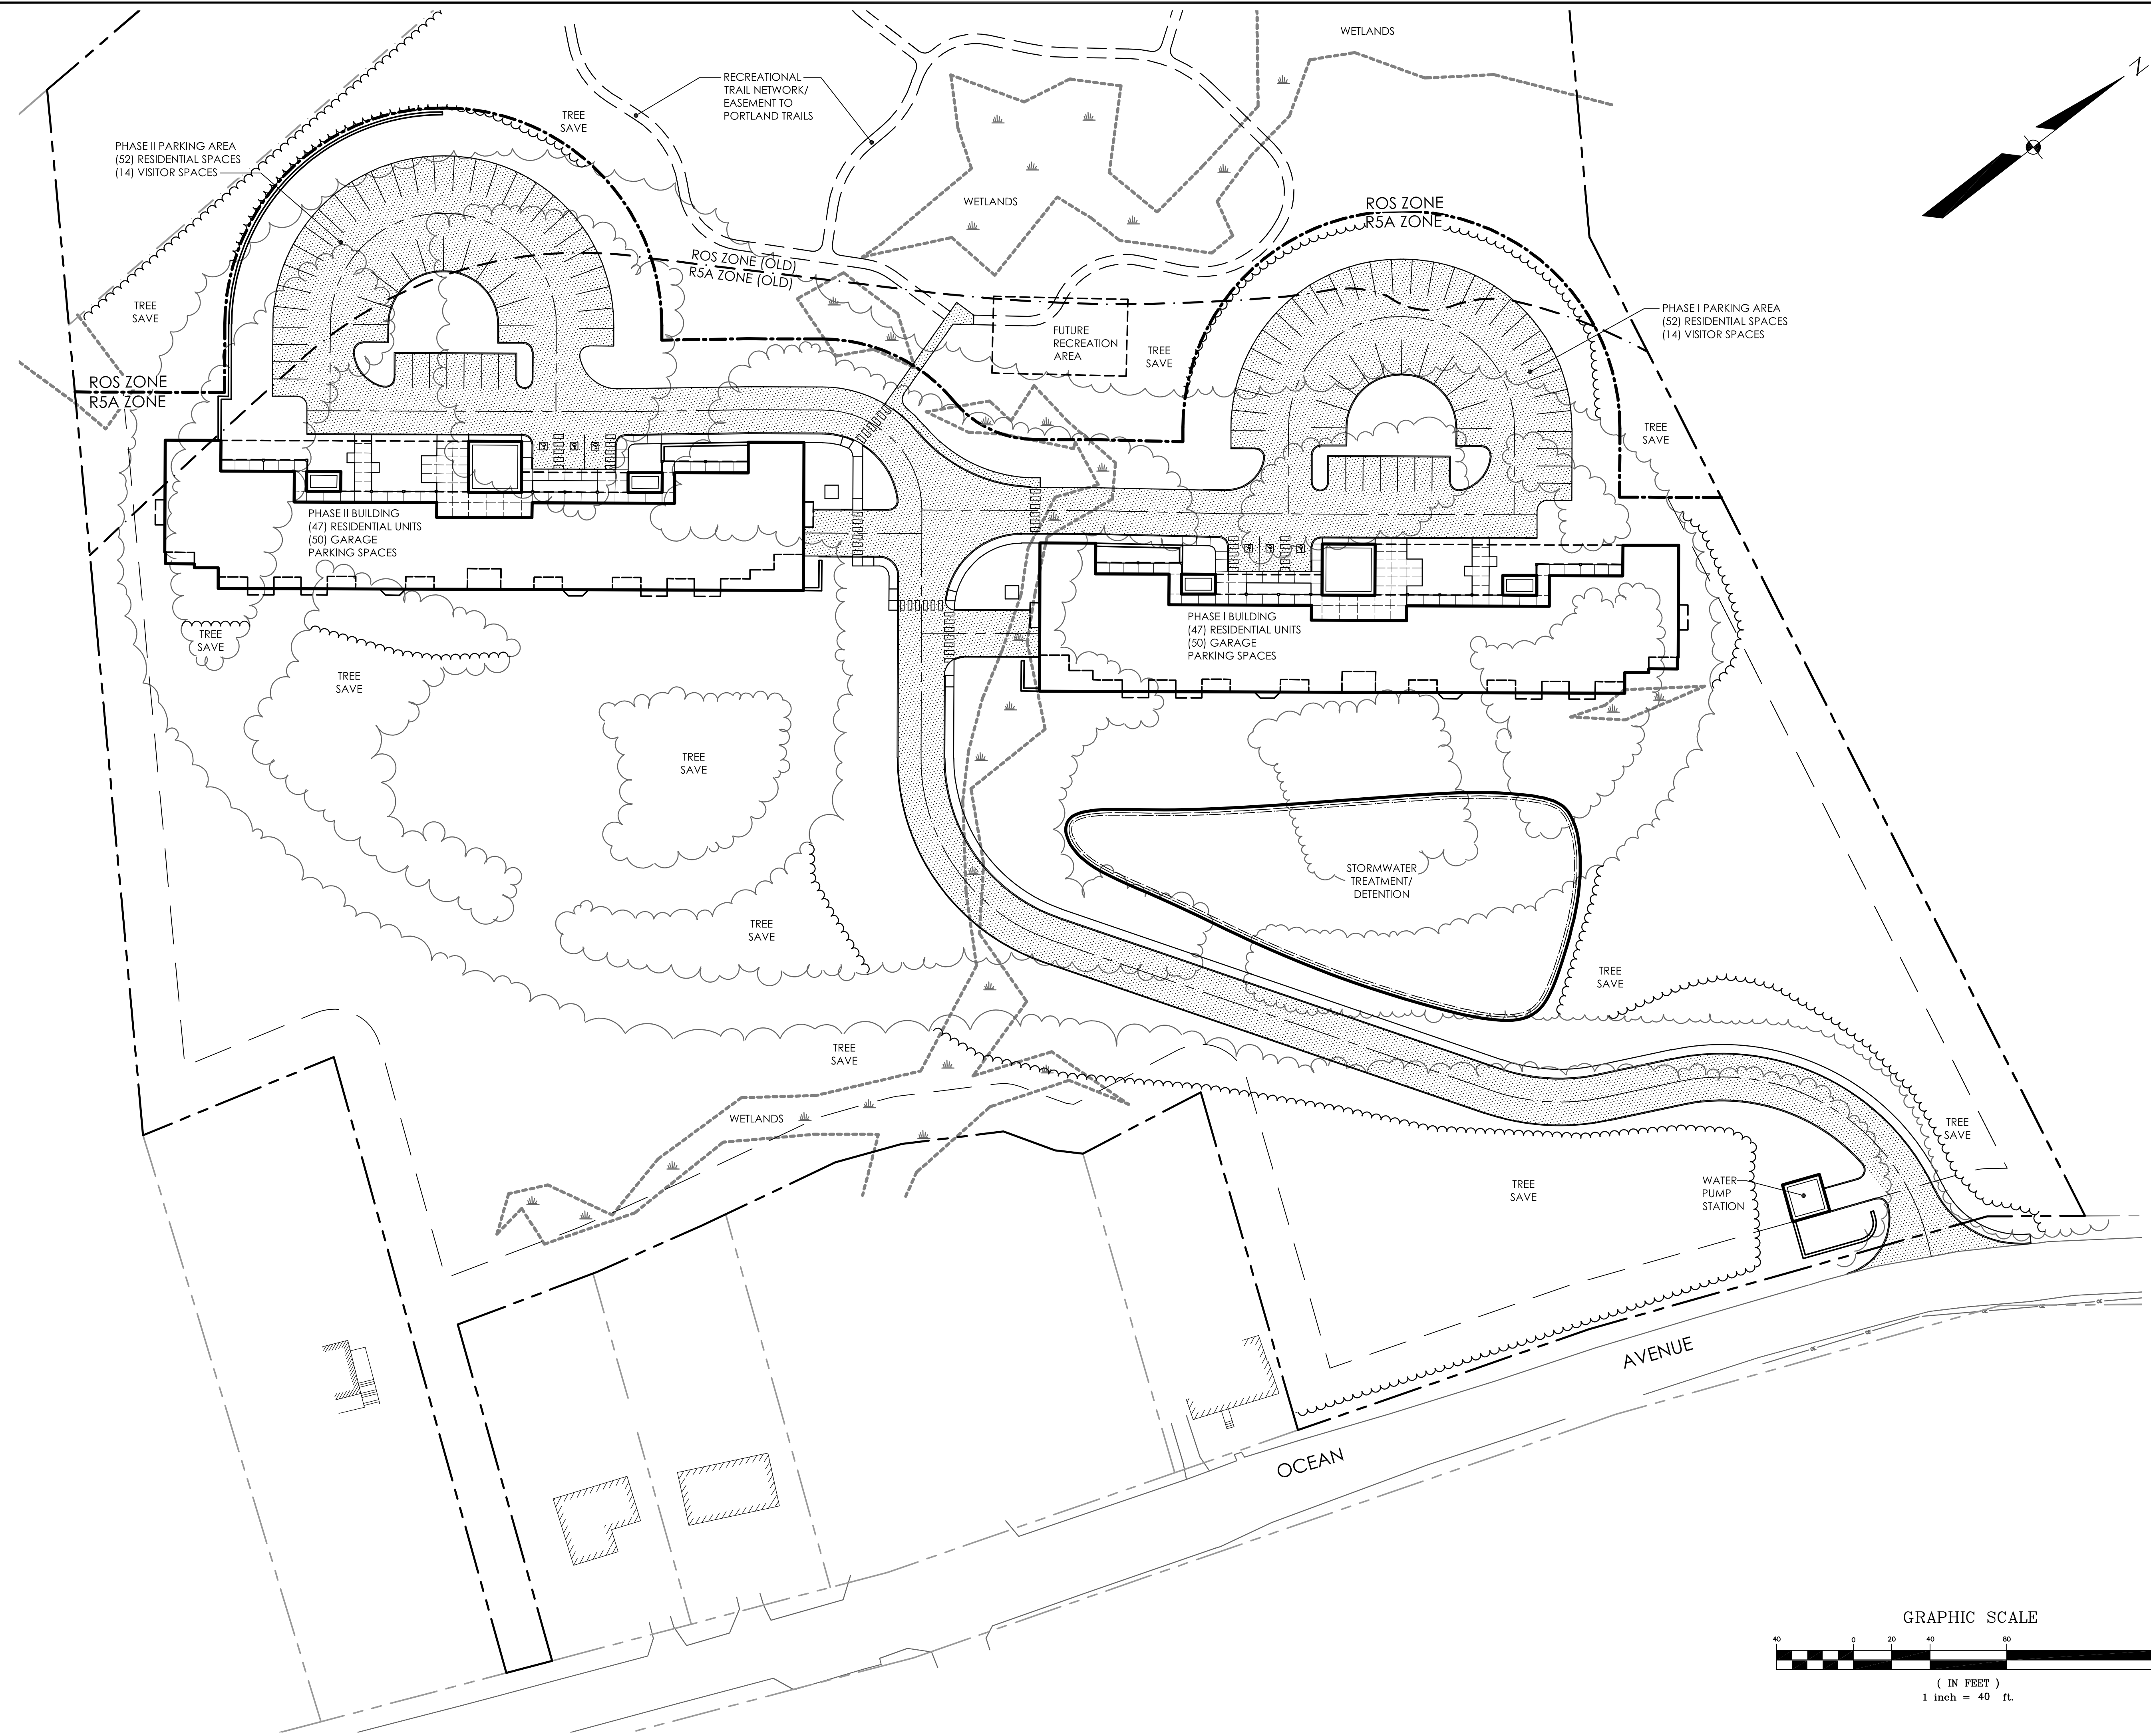 WETLANDS
N
RECREATIONAL
TRAIL NETWORK/
EASEMENT TO
PORTLAND TRAILS
TREE
SAVE
PHASE II PARKING AREA
(52) RESIDENTIAL SPACES
(14) VISITOR SPACES
WETLANDS
ROS ZONE
R5A ZONE
ROS ZONE (OLD)
R5A ZONE (OLD)
TREE
SAVE
PHASE I PARKING AREA
(52) RESIDENTIAL SPACES
(14) VISITOR SPACES
FUTURE
RECREATION
AREA
TREE
SAVE
ROS ZONE
R5A ZONE
TREE
SAVE
PHASE II BUILDING
(47) RESIDENTIAL UNITS
(50) GARAGE
PARKING SPACES
PHASE I BUILDING
(47) RESIDENTIAL UNITS
(50) GARAGE
PARKING SPACES
TREE
SAVE
TREE
SAVE
TREE
SAVE
STORMWATER
TREATMENT/
DETENTION
TREE
SAVE
TREE
SAVE
TREE
SAVE
WETLANDS
TREE
SAVE
TREE
SAVE
WATER
PUMP
STATION
OCEAN AVENUE
GRAPHIC SCALE
40 0 20 40 80
( IN FEET )
1 inch = 40 ft.